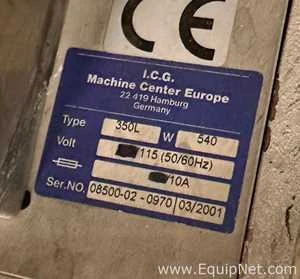 CE
I.C.G.
Machine Center Europe
22 419 Hamburg
Germany
Type 350L W 540
Volt /115 (50/60Hz)
/10A
Ser.NO. 08500-02-0970 03/2001
© EquipNet
www.EquipNet.com